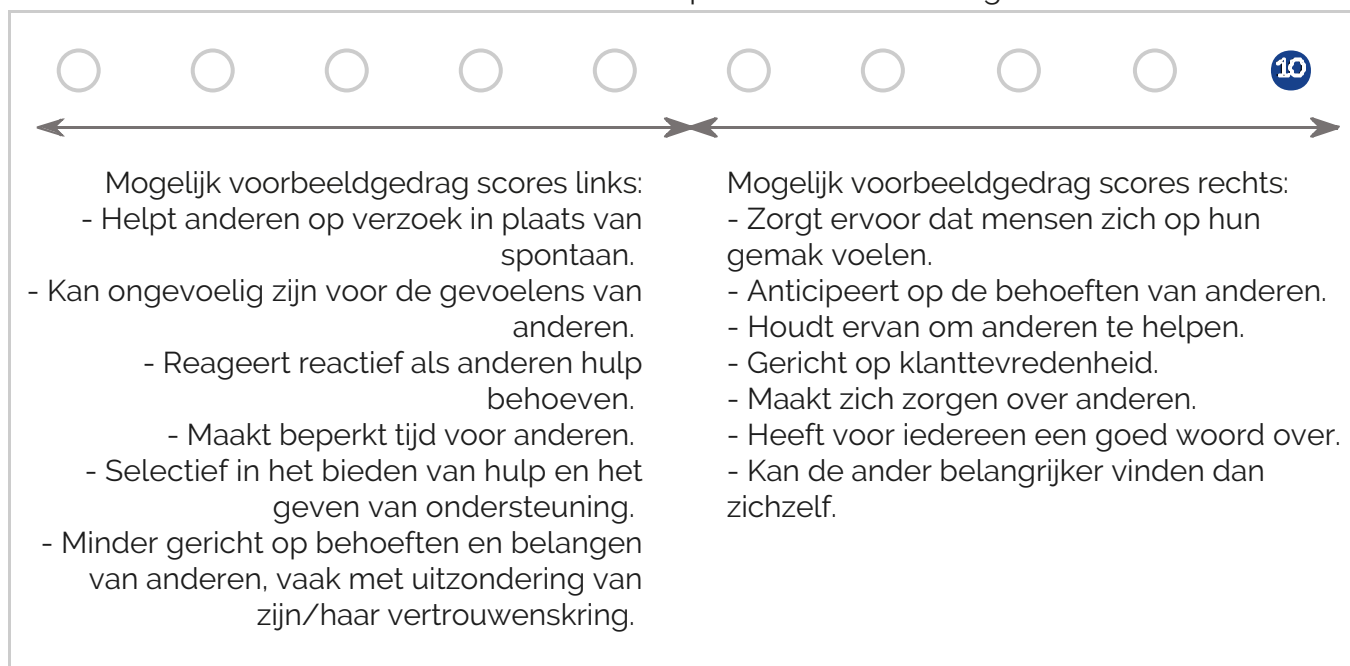 10
Mogelijk voorbeeldgedrag scores links:
- Helpt anderen op verzoek in plaats van
spontaan.
- Kan ongevoelig zijn voor de gevoelens van
anderen.
- Reageert reactief als anderen hulp
behoeven.
- Maakt beperkt tijd voor anderen.
- Selectief in het bieden van hulp en het
geven van ondersteuning.
- Minder gericht op behoeften en belangen
van anderen, vaak met uitzondering van
zijn/haar vertrouwenskring.
Mogelijk voorbeeldgedrag scores rechts:
- Zorgt ervoor dat mensen zich op hun
gemak voelen.
- Anticipeert op de behoeften van anderen.
- Houdt ervan om anderen te helpen.
- Gericht op klanttevredenheid.
- Maakt zich zorgen over anderen.
- Heeft voor iedereen een goed woord over.
- Kan de ander belangrijker vinden dan
zichzelf.